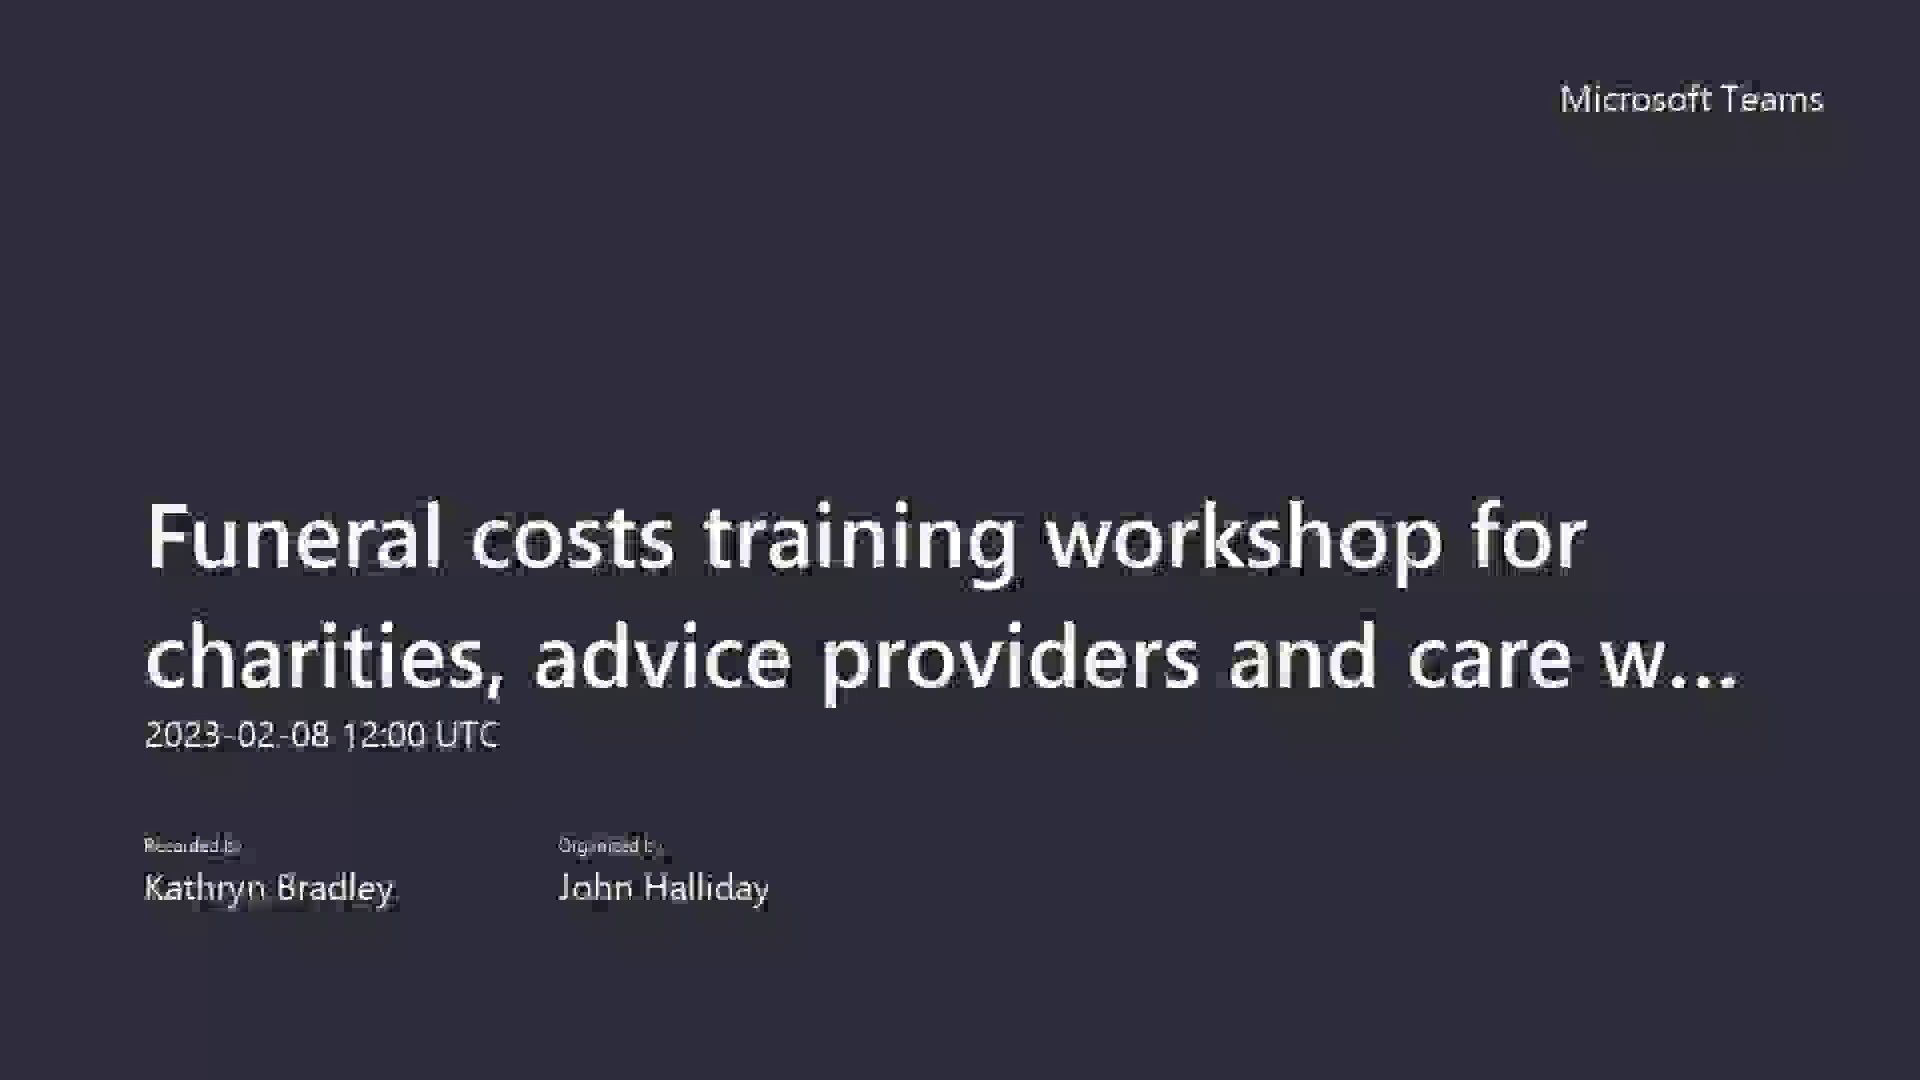 Microsoft Teams
Funeral costs training workshop for
charities, advice providers and care w...
2023-02-08 12:00 UTC
Recorded by
Organized by
Kathryn Bradley
John Halliday